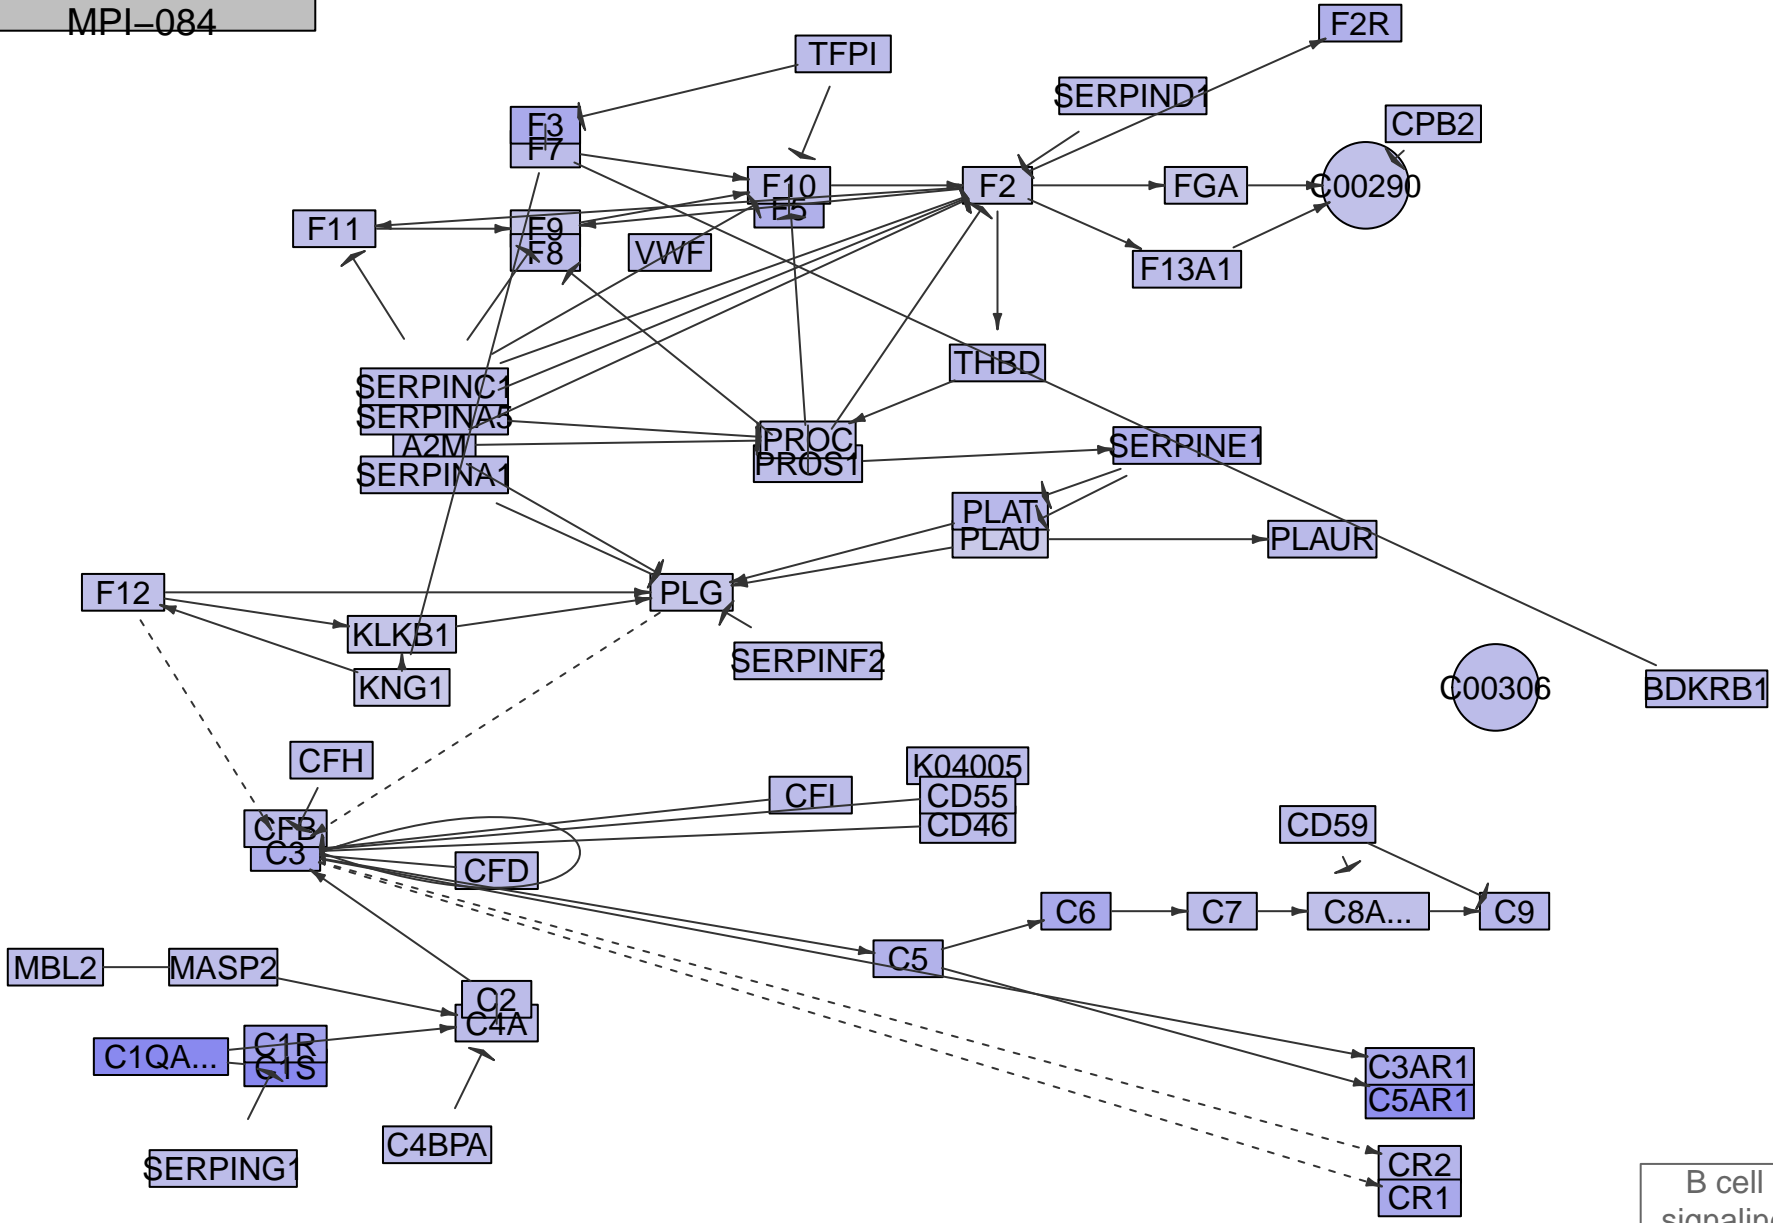 MPI−084
F2R
TFPI
SERPIND1
CPB2
F3
F7
F10
F5
F2
FGA
C00290
F11
F9
F8
VWF
F13A1
THBD
SERPINC1
SERPINA5
A2M
SERPINA1
PROC
PROS1
SERPINE1
PLAT
PLAU
PLAUR
F12
PLG
KLKB1
KNG1
SERPINF2
C00306
BDKRB1
CFH
K04005
CD55
CD46
CFI
CFB
C3
CFD
CD59
C6
C7
C8A...
C9
C5
MBL2
MASP2
C2
C4A
C1QA...
C1R
C1S
C3AR1
C5AR1
C4BPA
SERPING1
CR2
CR1
B cell
signaling